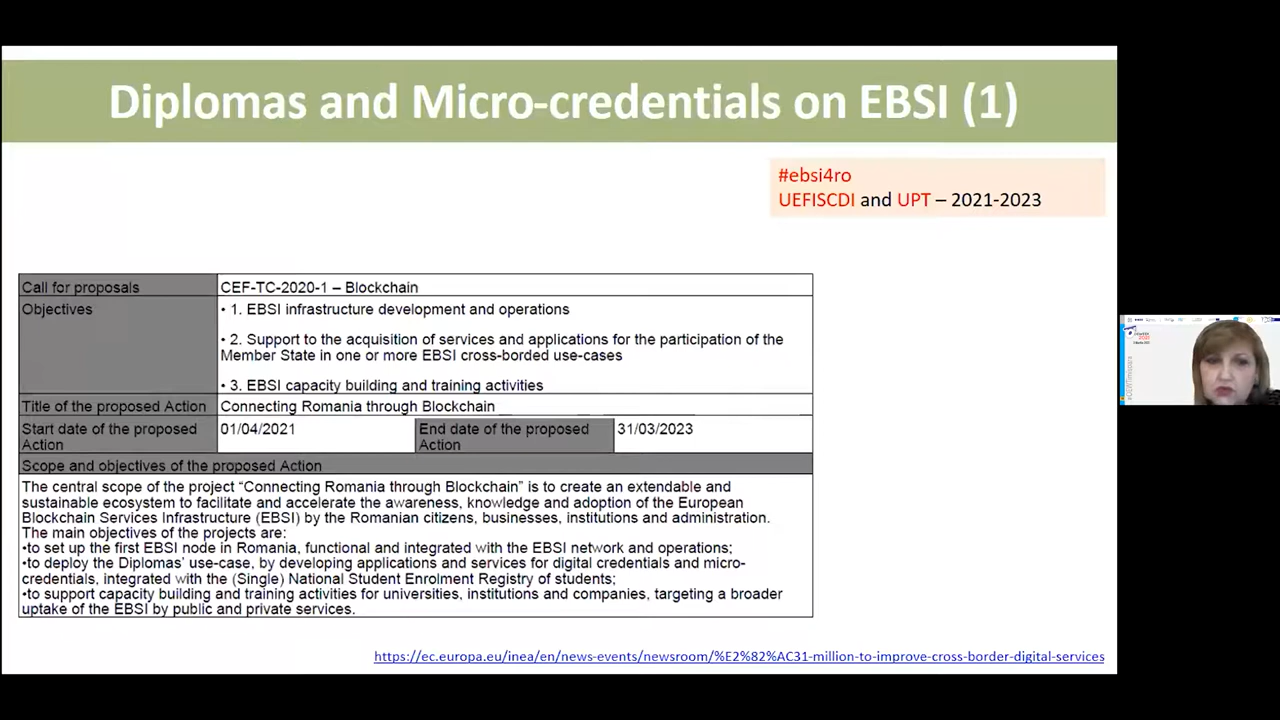 Diplomas and Micro-credentials on EBSI (1)
#ebsi4ro
UEFISCDI and UPT – 2021-2023
Call for proposals
CEF-TC-2020-1 – Blockchain
Objectives
• 1. EBSI infrastructure development and operations
• 2. Support to the acquisition of services and applications for the participation of the
Member State in one or more EBSI cross-borded use-cases
• 3. EBSI capacity building and training activities
Title of the proposed Action
Connecting Romania through Blockchain
Start date of the proposed
Action
01/04/2021
End date of the proposed
Action
31/03/2023
Scope and objectives of the proposed Action
The central scope of the project “Connecting Romania through Blockchain” is to create an extendable and
sustainable ecosystem to facilitate and accelerate the awareness, knowledge and adoption of the European
Blockchain Services Infrastructure (EBSI) by the Romanian citizens, businesses, institutions and administration.
The main objectives of the projects are:
•to set up the first EBSI node in Romania, functional and integrated with the EBSI network and operations;
•to deploy the Diplomas’ use-case, by developing applications and services for digital credentials and micro-
credentials, integrated with the (Single) National Student Enrolment Registry of students;
•to support capacity building and training activities for universities, institutions and companies, targeting a broader
uptake of the EBSI by public and private services.
https://ec.europa.eu/inea/en/news-events/newsroom/%E2%82%AC31-million-to-improve-cross-border-digital-services